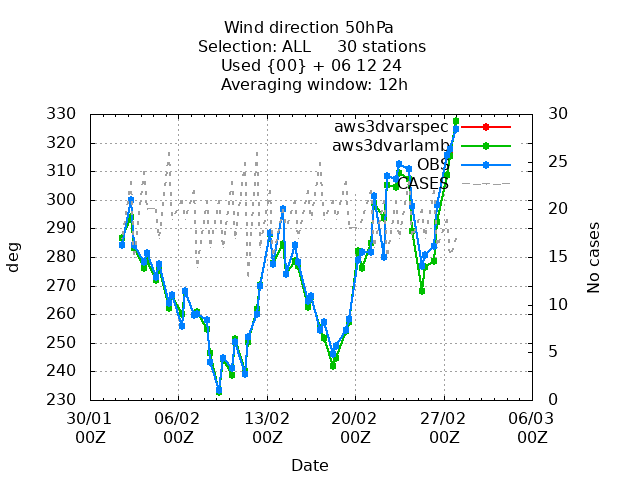 Wind direction 50hPa
Selection: ALL 30 stations
Used {00} + 06 12 24
Averaging window: 12h
aws3dvarspec
aws3dvarlamb
OBS
CASES
330
320
310
300
290
280
270
260
250
240
230
deg
30
25
20
15
10
5
0
No cases
30/01 06/02 13/02 20/02 27/02 06/03
00Z 00Z 00Z 00Z 00Z 00Z
Date